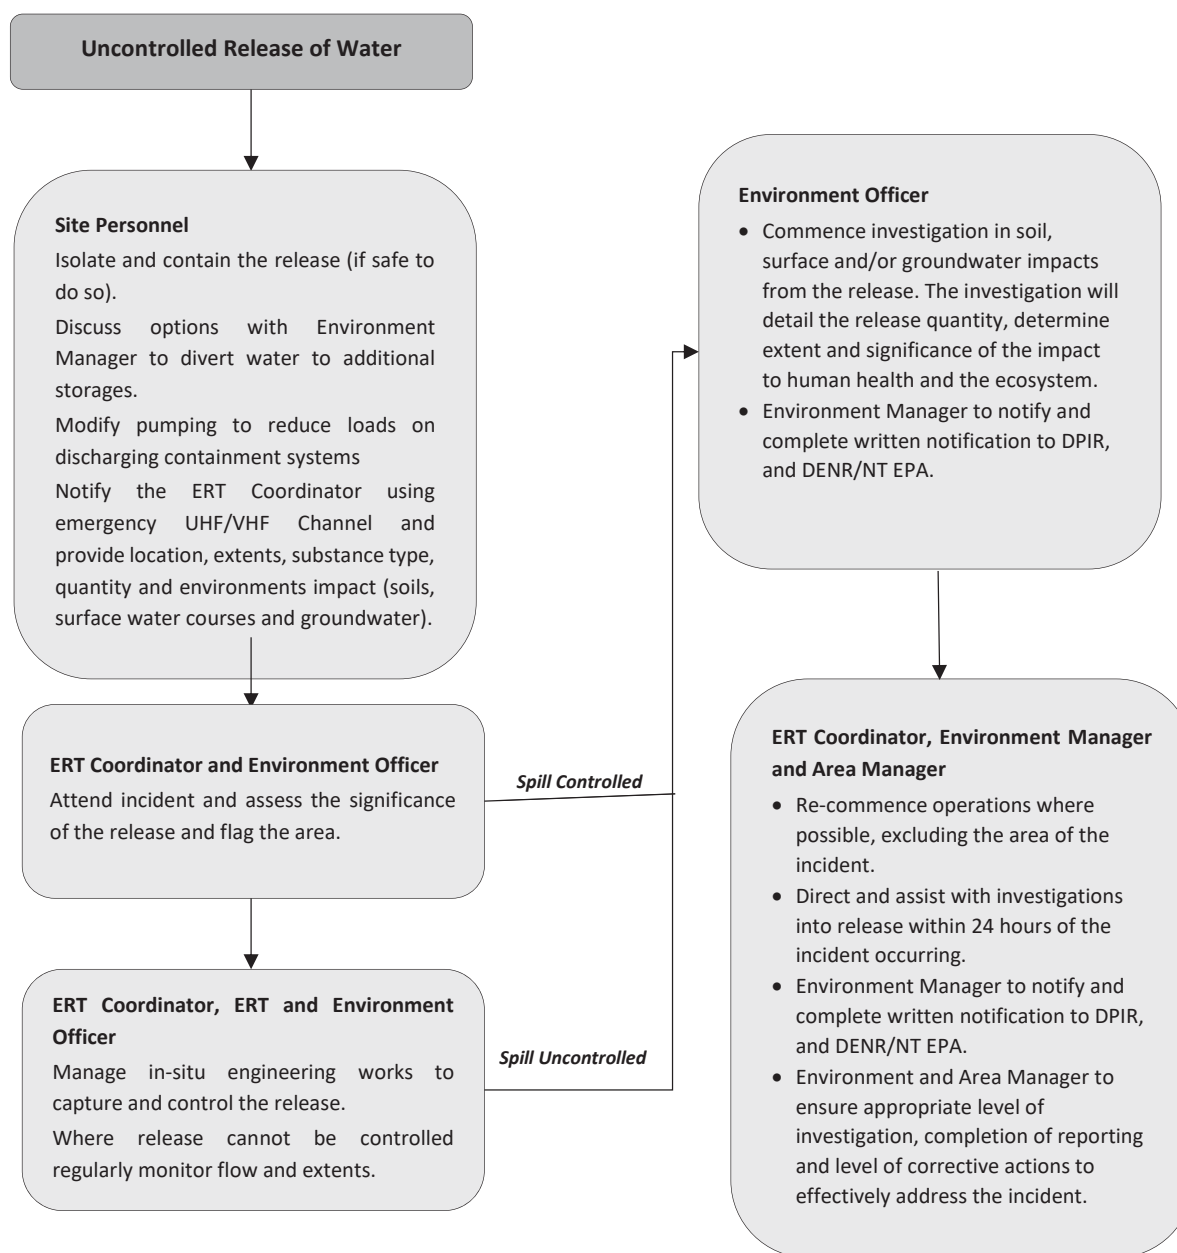 Uncontrolled Release of Water
Site Personnel
Isolate and contain the release (if safe to
do so).
Discuss options with Environment
Manager to divert water to additional
storages.
Modify pumping to reduce loads on
discharging containment systems
Notify the ERT Coordinator using
emergency UHF/VHF Channel and
provide location, extents, substance type,
quantity and environments impact (soils,
surface water courses and groundwater).
ERT Coordinator and Environment Officer
Attend incident and assess the significance
of the release and flag the area.
Spill Controlled
ERT Coordinator, ERT and Environment
Officer
Manage in-situ engineering works to
capture and control the release.
Where release cannot be controlled
regularly monitor flow and extents.
Spill Uncontrolled
Environment Officer
• Commence investigation in soil,
surface and/or groundwater impacts
from the release. The investigation will
detail the release quantity, determine
extent and significance of the impact
to human health and the ecosystem.
• Environment Manager to notify and
complete written notification to DPIR,
and DENR/NT EPA.
ERT Coordinator, Environment Manager
and Area Manager
• Re-commence operations where
possible, excluding the area of the
incident.
• Direct and assist with investigations
into release within 24 hours of the
incident occurring.
• Environment Manager to notify and
complete written notification to DPIR,
and DENR/NT EPA.
• Environment and Area Manager to
ensure appropriate level of
investigation, completion of reporting
and level of corrective actions to
effectively address the incident.